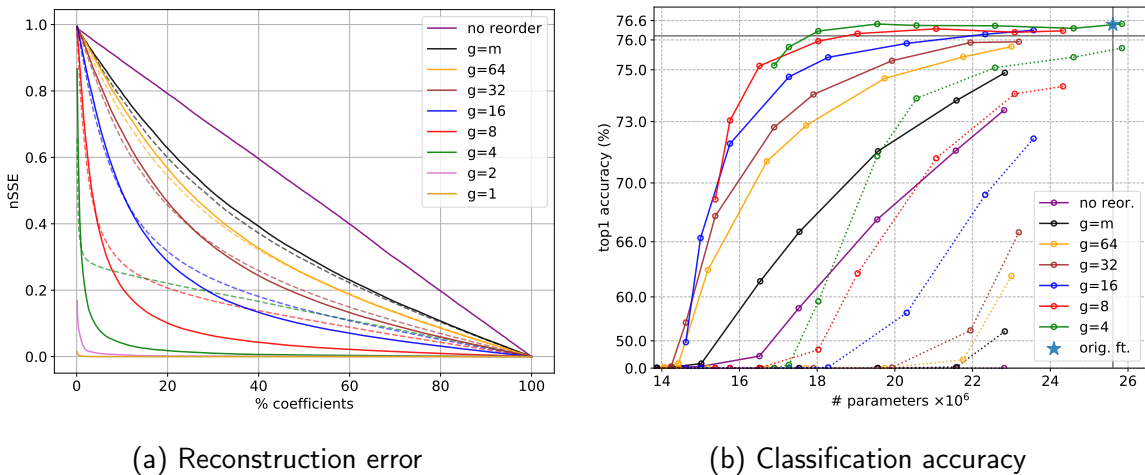 nSSE
1.0
0.8
0.6
0.4
0.2
0.0
0
20
40
60
80
100
% coefficients
no reorder
g=m
g=64
g=32
g=16
g=8
g=4
g=2
g=1
(a) Reconstruction error
top1 accuracy (%)
76.6
76.0
75.0
73.0
70.0
66.0
60.0
50.0
0.0
14
16
18
20
22
24
26
# parameters ×10⁶
no reor.
g=m
g=64
g=32
g=16
g=8
g=4
orig. ft.
(b) Classification accuracy